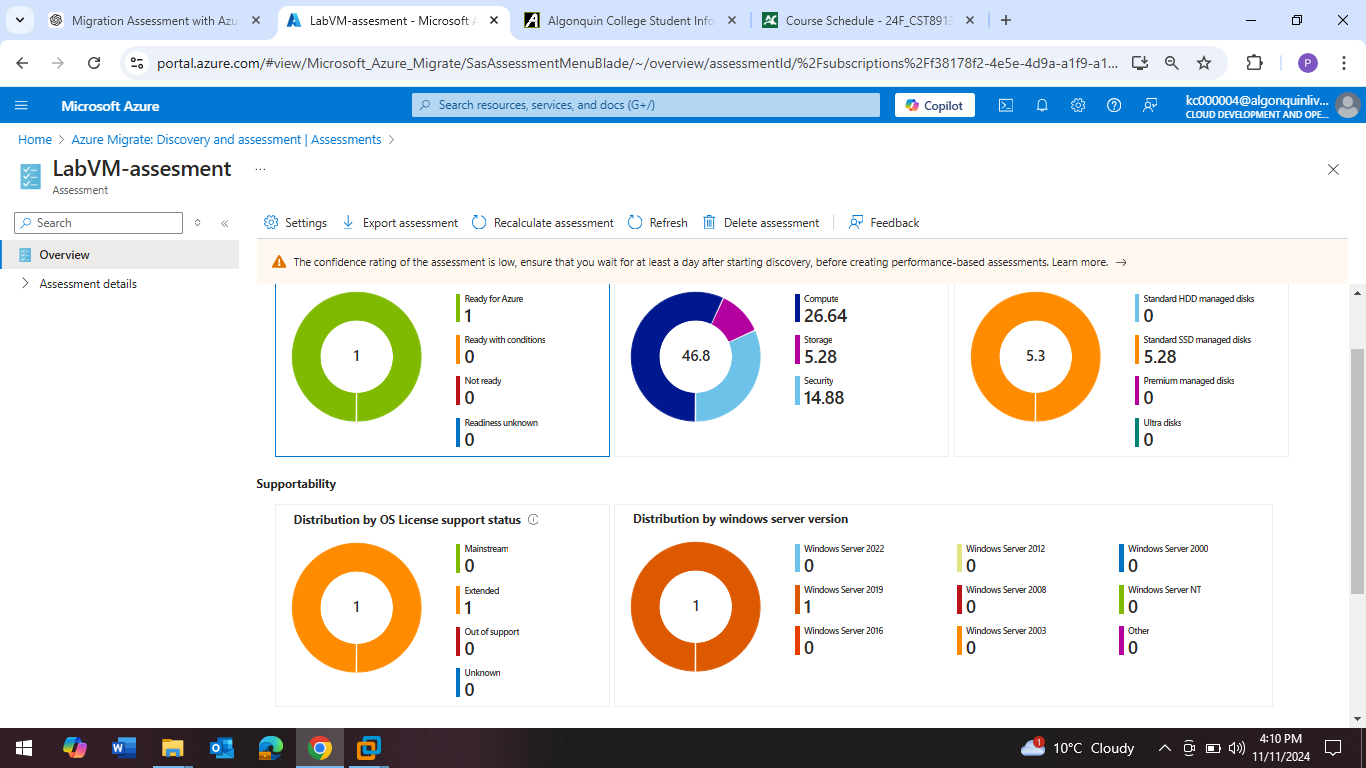 Migration Assessment with Azu
LabVM-assesment - Microsoft A
Algonquin College Student Info
Course Schedule - 24F_CST8913
portal.azure.com/#view/Microsoft_Azure_Migrate/SasAssessmentMenuBlade/~/overview/assessmentId/%2Fsubscriptions%2Ff38178f2-4e5e-4d9a-a1f9-a1...
P
Microsoft Azure
Search resources, services, and docs (G+/)
Copilot
kc000004@algonquinliv...
CLOUD DEVELOPMENT AND OPE...
Home > Azure Migrate: Discovery and assessment | Assessments >
LabVM-assesment ...
Assessment
Search
Overview
Assessment details
Settings
Export assessment
Recalculate assessment
Refresh
Delete assessment
Feedback
The confidence rating of the assessment is low, ensure that you wait for at least a day after starting discovery, before creating performance-based assessments. Learn more. →
1
Ready for Azure
1
Ready with conditions
0
Not ready
0
Readiness unknown
0
46.8
Compute
26.64
Storage
5.28
Security
14.88
5.3
Standard HDD managed disks
0
Standard SSD managed disks
5.28
Premium managed disks
0
Ultra disks
0
Supportability
Distribution by OS License support status
1
Mainstream
0
Extended
1
Out of support
0
Unknown
0
Distribution by windows server version
1
Windows Server 2022
0
Windows Server 2019
1
Windows Server 2016
0
Windows Server 2012
0
Windows Server 2008
0
Windows Server 2003
0
Windows Server 2000
0
Windows Server NT
0
Other
0
1
10°C Cloudy
4:10 PM
11/11/2024